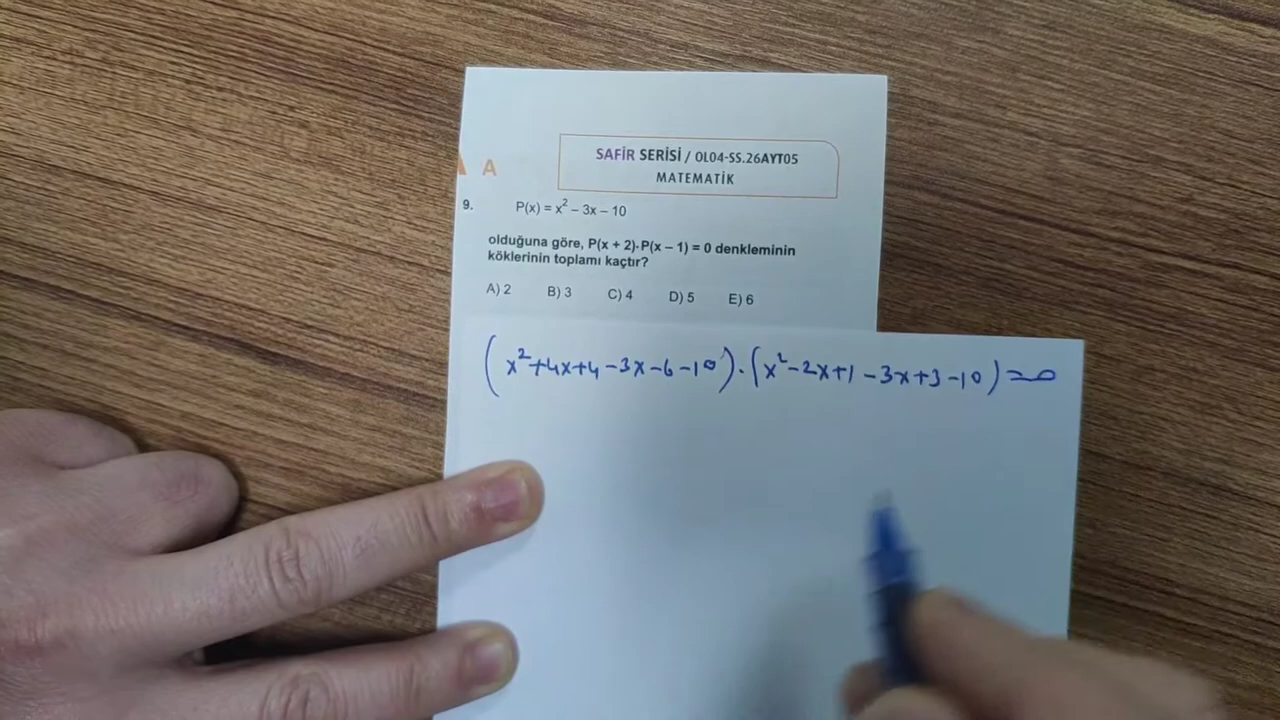 SAFİR SERİSİ / OL04-SS.26AYT05
MATEMATİK
A
9. P(x) = x² – 3x – 10
olduğuna göre, P(x + 2)·P(x – 1) = 0 denkleminin
köklerinin toplamı kaçtır?
A) 2 B) 3 C) 4 D) 5 E) 6
(x²+4x+4-3x-6-10).(x²-2x+1-3x+3-10)=0